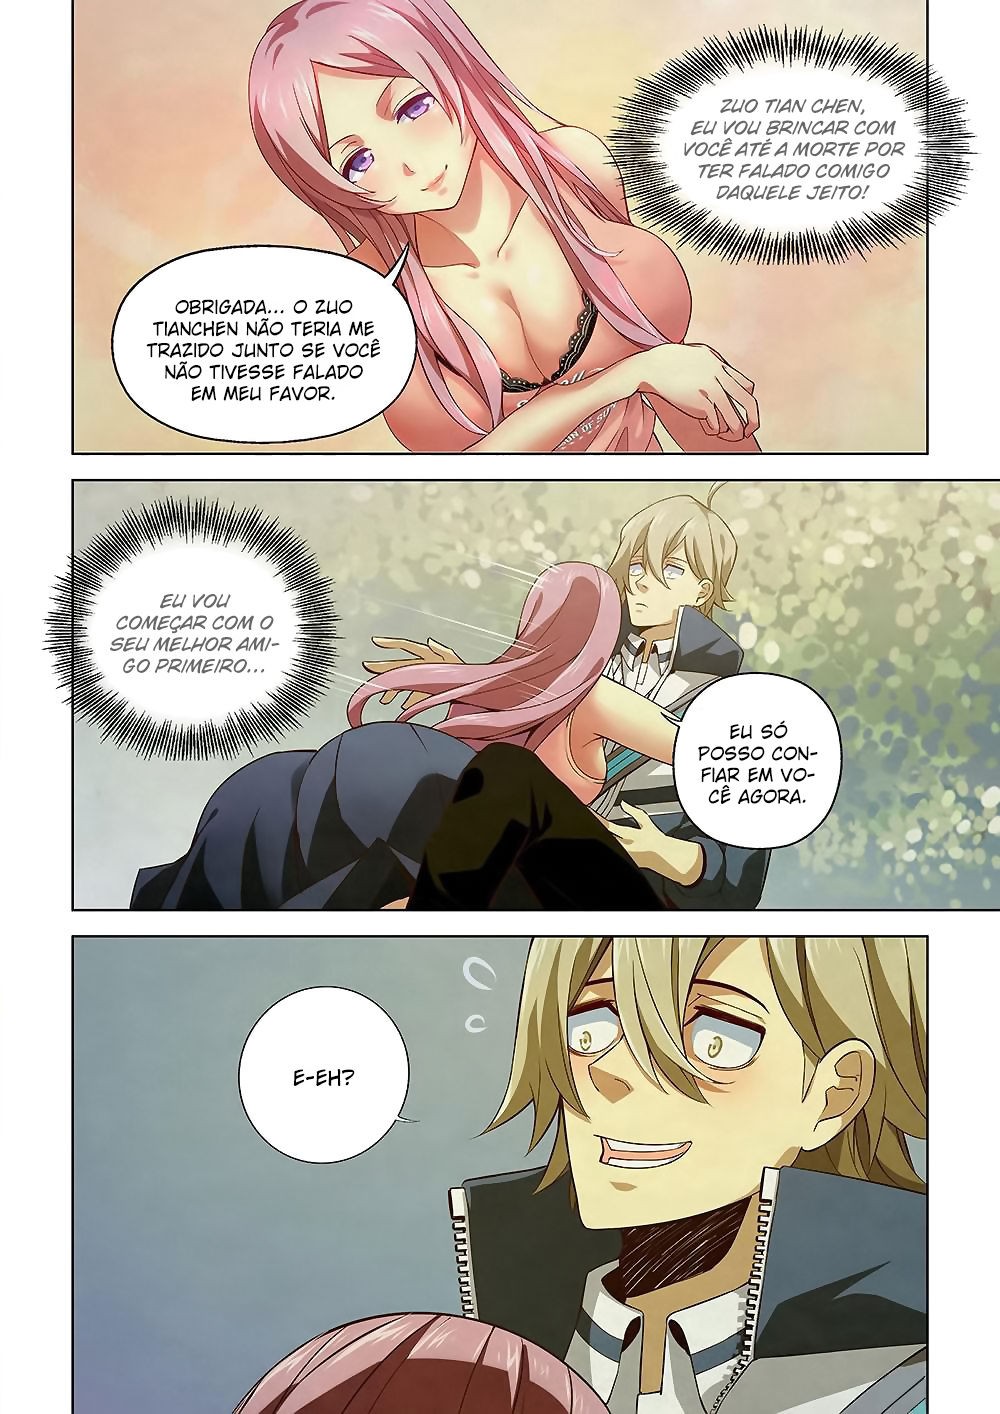 ZUO TIAN CHEN,
EU VOU BRINCAR COM
VOCÊ ATÉ A MORTE POR
TER FALADO COMIGO
DAQUELE JEITO!
OBRIGADA... O ZUO
TIANCHEN NÃO TERIA ME
TRAZIDO JUNTO SE VOCÊ
NÃO TIVESSE FALADO
EM MEU FAVOR.
EU VOU
COMEÇAR COM O
SEU MELHOR AMI-
GO PRIMEIRO...
EU SÓ
POSSO CON-
FIAR EM VO-
CÊ AGORA.
E-EH?